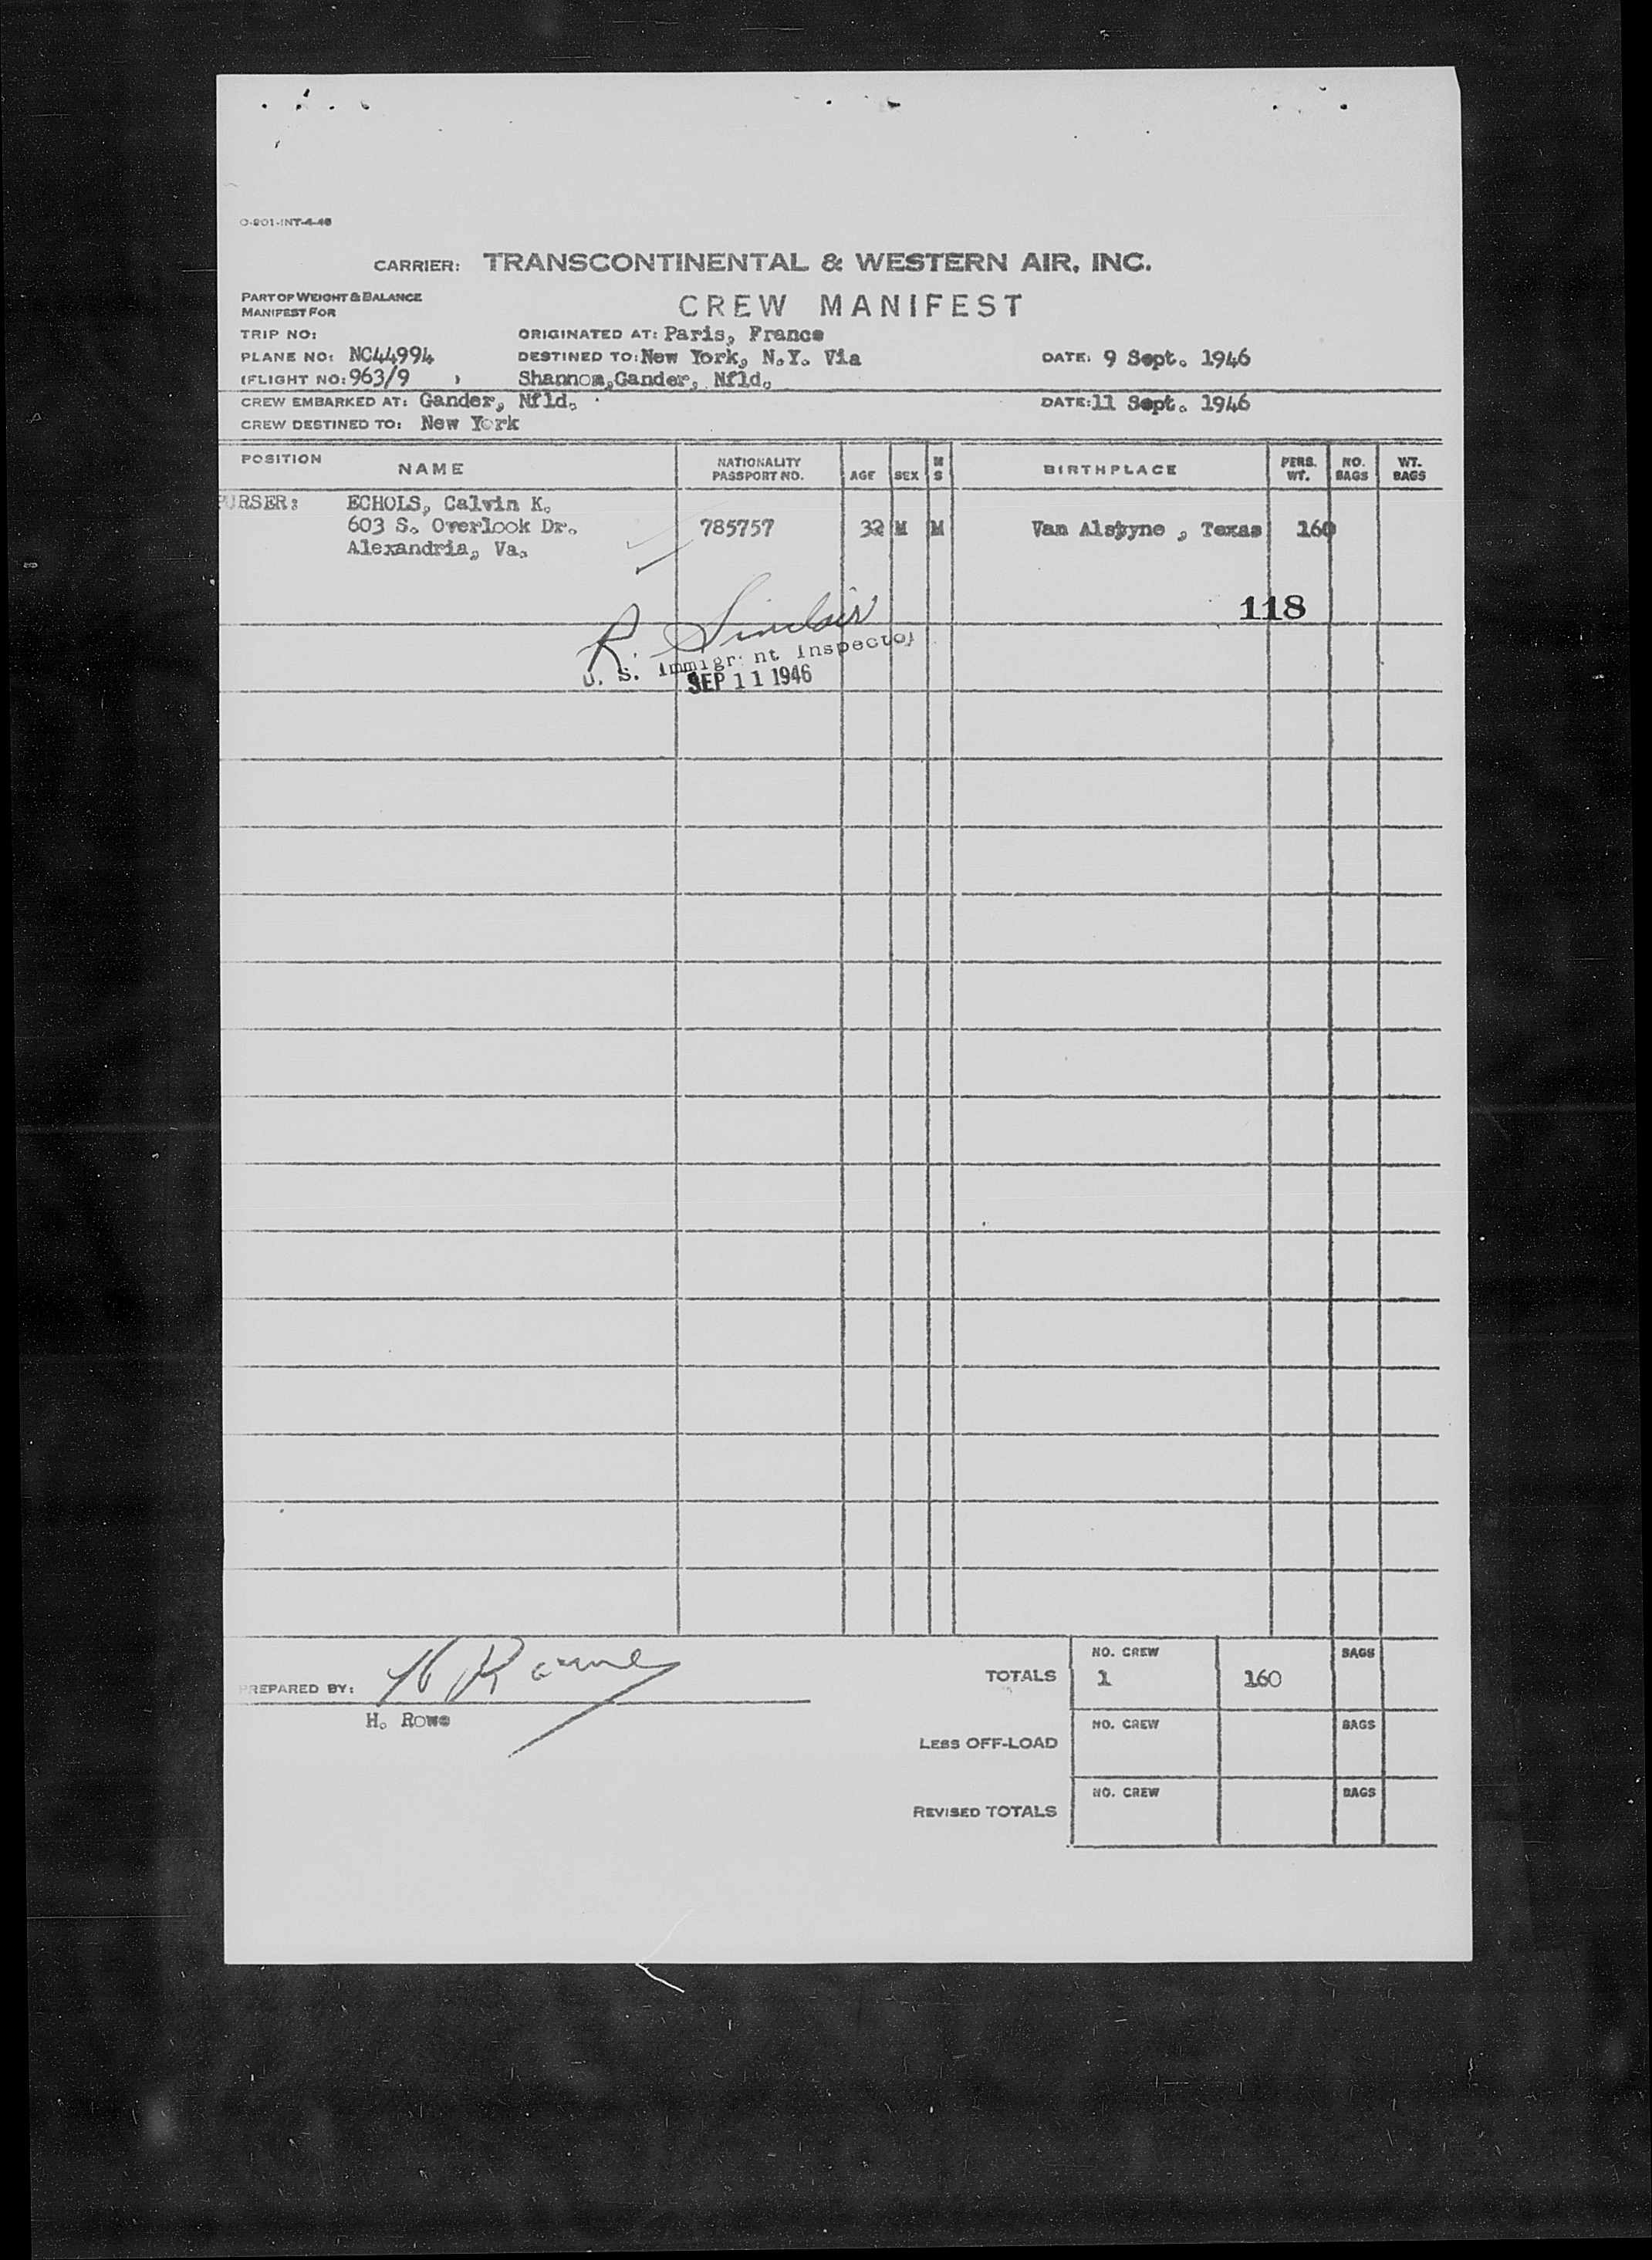 O-801-INT-4-46
CARRIER: TRANSCONTINENTAL & WESTERN AIR, INC.
PART OF WEIGHT & BALANCE
MANIFEST FOR
CREW MANIFEST
TRIP NO: ORIGINATED AT: Paris, France
PLANE NO: NC44994 DESTINED TO: New York, N.Y. Via DATE: 9 Sept. 1946
(FLIGHT NO: 963/9 ) Shannon, Gander, Nfld.
CREW EMBARKED AT: Gander, Nfld. DATE: 11 Sept. 1946
CREW DESTINED TO: New York
POSITION NAME NATIONALITY PASSPORT NO. AGE SEX M S BIRTHPLACE PERS. WT. NO. BAGS WT. BAGS
PURSER: ECHOLS, Calvin K.
603 S. Overlook Dr. 785757 32 M M Van Alstyne , Texas 160
Alexandria, Va.
118
R. Sinclair
U. S. Immigrant Inspector
SEP 11 1946
NO. CREW BAGS
TOTALS 1 160
PREPARED BY:
H. Rowe
NO. CREW BAGS
LESS OFF-LOAD
NO. CREW BAGS
REVISED TOTALS